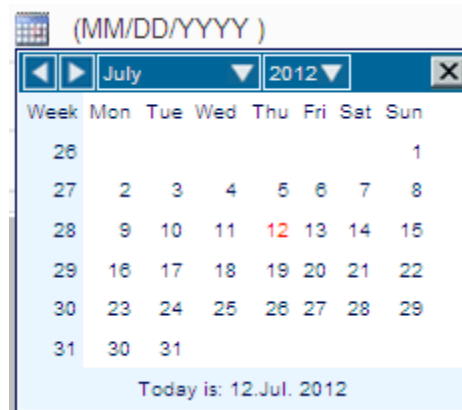 (MM/DD/YYYY )
July 2012
Week Mon Tue Wed Thu Fri Sat Sun
26 1
27 2 3 4 5 6 7 8
28 9 10 11 12 13 14 15
29 16 17 18 19 20 21 22
30 23 24 25 26 27 28 29
31 30 31
Today is: 12.Jul. 2012